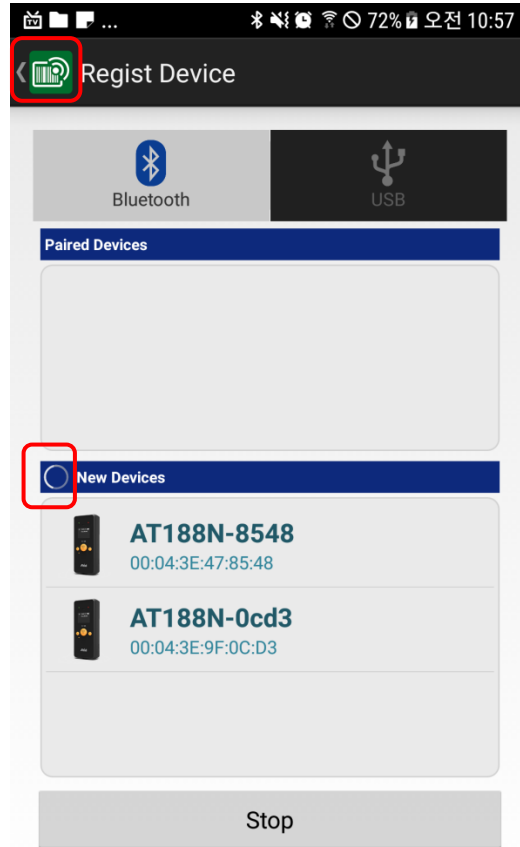 ... 72% 오전 10:57
Regist Device
Bluetooth
USB
Paired Devices
New Devices
AT188N-8548
00:04:3E:47:85:48
AT188N-0cd3
00:04:3E:9F:0C:D3
Stop